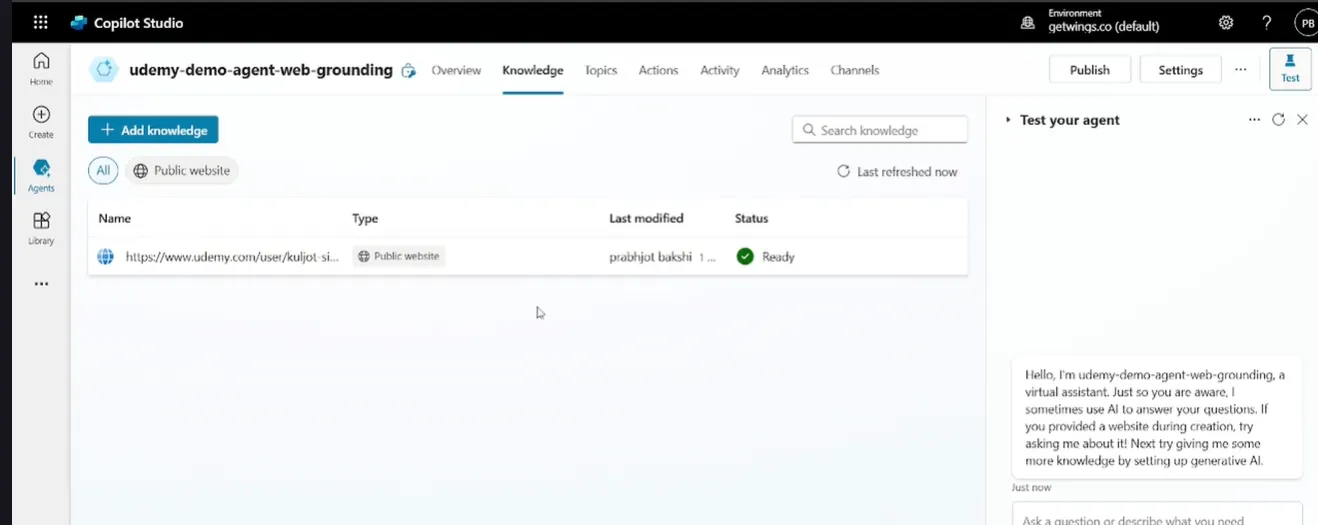 Copilot Studio
Environment
getwings.co (default)
PB
udemy-demo-agent-web-grounding
Overview
Knowledge
Topics
Actions
Activity
Analytics
Channels
Publish
Settings
Test
Home
Create
Agents
Library
+ Add knowledge
Search knowledge
All
Public website
Last refreshed now
Name Type Last modified Status
https://www.udemy.com/user/kuljot-si... Public website prabhjot bakshi 1 ... Ready
Test your agent
Hello, I'm udemy-demo-agent-web-grounding, a
virtual assistant. Just so you are aware, I
sometimes use AI to answer your questions. If
you provided a website during creation, try
asking me about it! Next try giving me some
more knowledge by setting up generative AI.
Just now
Ask a question or describe what you need